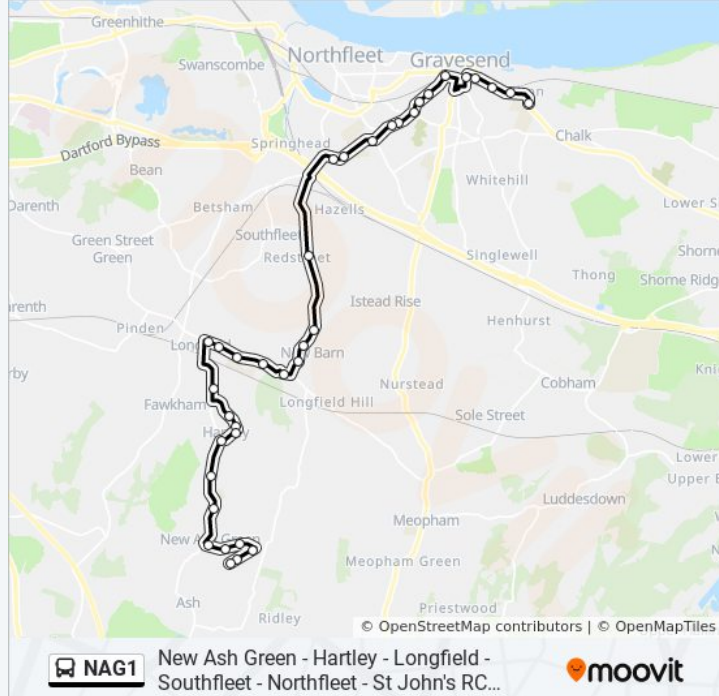 Greenhithe
Northfleet
Gravesend
Swanscombe
Chalk
Springhead
Dartford Bypass
Bean
Whitehill
Darenth
Betsham
Hazells
Lower S
Green Street
Green
Southfleet
Redstreet
Singlewell
Shorne
Thong
Shorne Ridg
arenth
Istead Rise
Henhurst
Pinden
Longfield
New Barn
rby
Kni
Nurstead
Cobham
Fawkham
Longfield Hill
Sole Street
Hartley
Lower
Upper B
Luddesdown
Meopham
New Ash Green
Meopham Green
Ash
Priestwood
Ridley
© OpenStreetMap contributors | © OpenMapTiles
NAG1
New Ash Green - Hartley - Longfield -
Southfleet - Northfleet - St John's RC...
moovit